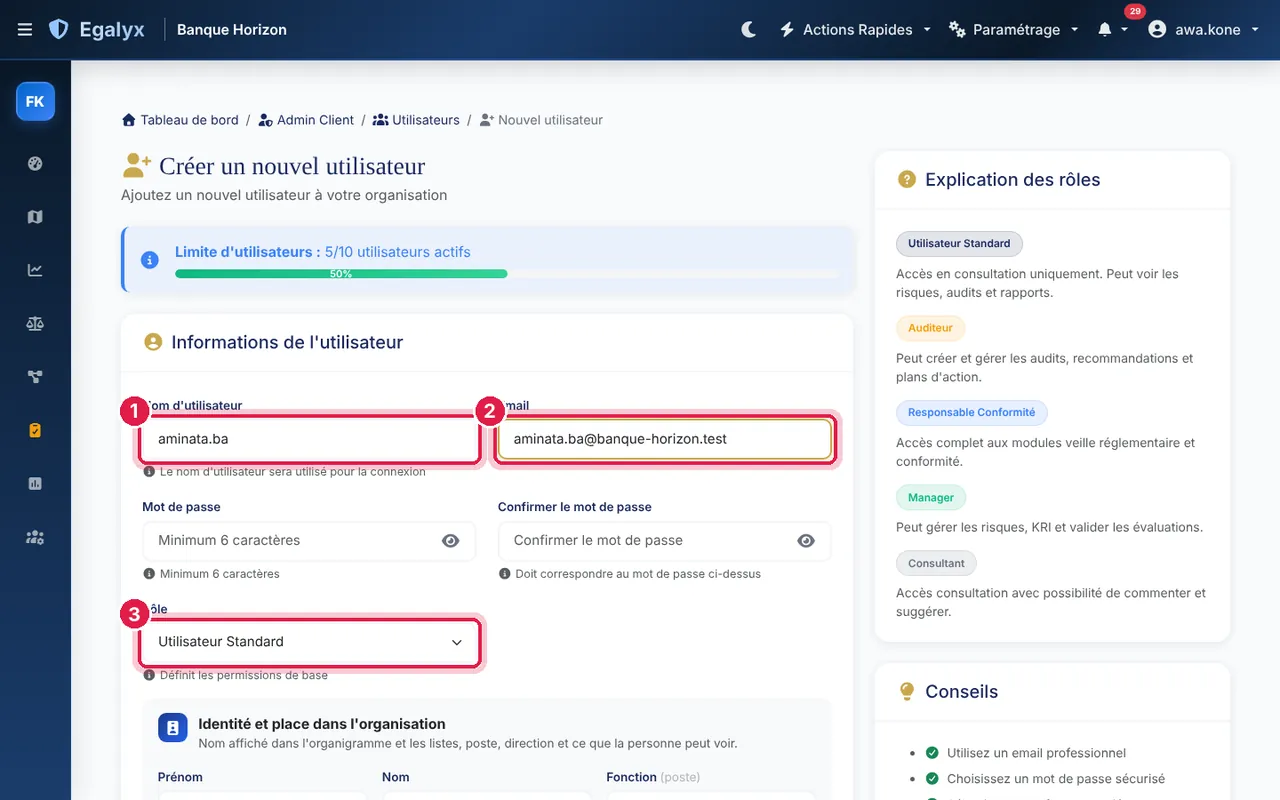 Egalyx
Banque Horizon
Actions Rapides
Paramétrage
29
awa.kone
FK
Tableau de bord / Admin Client / Utilisateurs / Nouvel utilisateur
Créer un nouvel utilisateur
Ajoutez un nouvel utilisateur à votre organisation
Limite d'utilisateurs : 5/10 utilisateurs actifs
50%
Informations de l'utilisateur
1
om d'utilisateur
aminata.ba
Le nom d'utilisateur sera utilisé pour la connexion
2
mail
aminata.ba@banque-horizon.test
Mot de passe
Minimum 6 caractères
Minimum 6 caractères
Confirmer le mot de passe
Confirmer le mot de passe
Doit correspondre au mot de passe ci-dessus
3
ôle
Utilisateur Standard
Définit les permissions de base
Identité et place dans l'organisation
Nom affiché dans l'organigramme et les listes, poste, direction et ce que la personne peut voir.
Prénom
Nom
Fonction (poste)
Explication des rôles
Utilisateur Standard
Accès en consultation uniquement. Peut voir les
risques, audits et rapports.
Auditeur
Peut créer et gérer les audits, recommandations et
plans d'action.
Responsable Conformité
Accès complet aux modules veille réglementaire et
conformité.
Manager
Peut gérer les risques, KRI et valider les évaluations.
Consultant
Accès consultation avec possibilité de commenter et
suggérer.
Conseils
Utilisez un email professionnel
Choisissez un mot de passe sécurisé